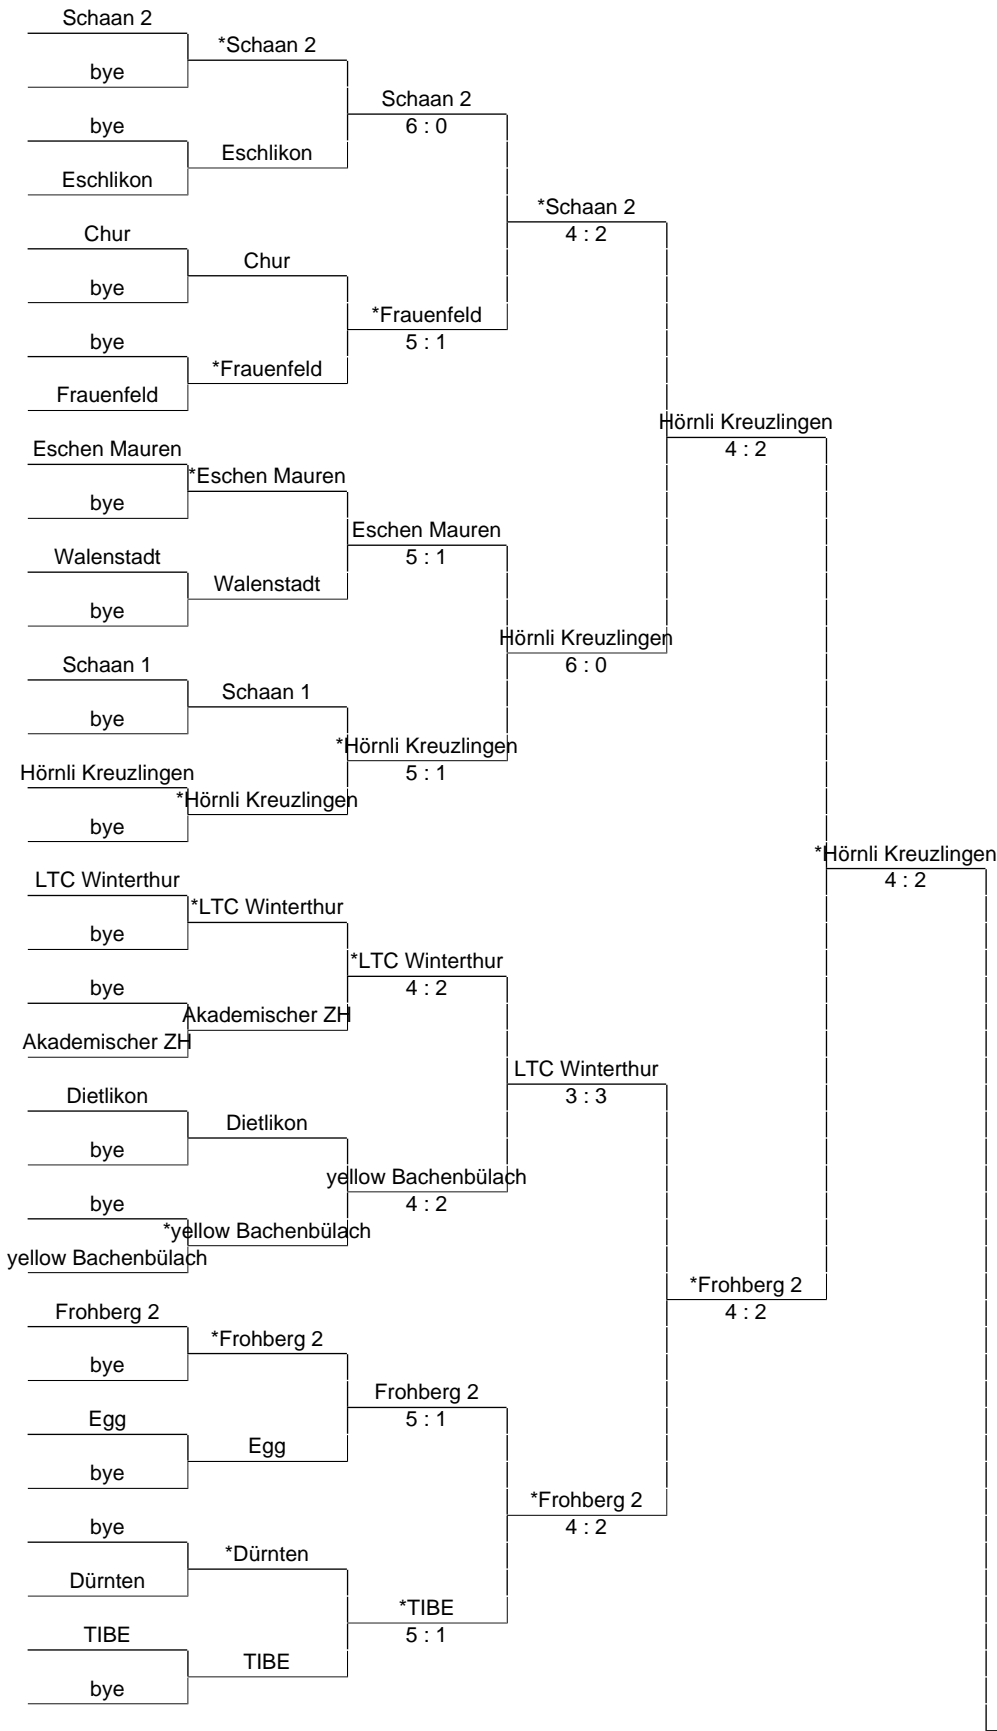 Schaan 2
*Schaan 2
bye
Schaan 2
bye
6 : 0
Eschlikon
Eschlikon
*Schaan 2
Chur
4 : 2
Chur
bye
*Frauenfeld
bye
5 : 1
*Frauenfeld
Frauenfeld
Hörnli Kreuzlingen
Eschen Mauren
4 : 2
*Eschen Mauren
bye
Eschen Mauren
Walenstadt
5 : 1
Walenstadt
bye
Hörnli Kreuzlingen
Schaan 1
6 : 0
Schaan 1
bye
*Hörnli Kreuzlingen
Hörnli Kreuzlingen
5 : 1
*Hörnli Kreuzlingen
bye
*Hörnli Kreuzlingen
LTC Winterthur
4 : 2
*LTC Winterthur
bye
*LTC Winterthur
bye
4 : 2
Akademischer ZH
Akademischer ZH
LTC Winterthur
Dietlikon
3 : 3
Dietlikon
bye
yellow Bachenbülach
bye
4 : 2
*yellow Bachenbülach
yellow Bachenbülach
*Frohberg 2
Frohberg 2
4 : 2
*Frohberg 2
bye
Frohberg 2
Egg
5 : 1
Egg
bye
*Frohberg 2
bye
4 : 2
*Dürnten
Dürnten
*TIBE
TIBE
5 : 1
TIBE
bye